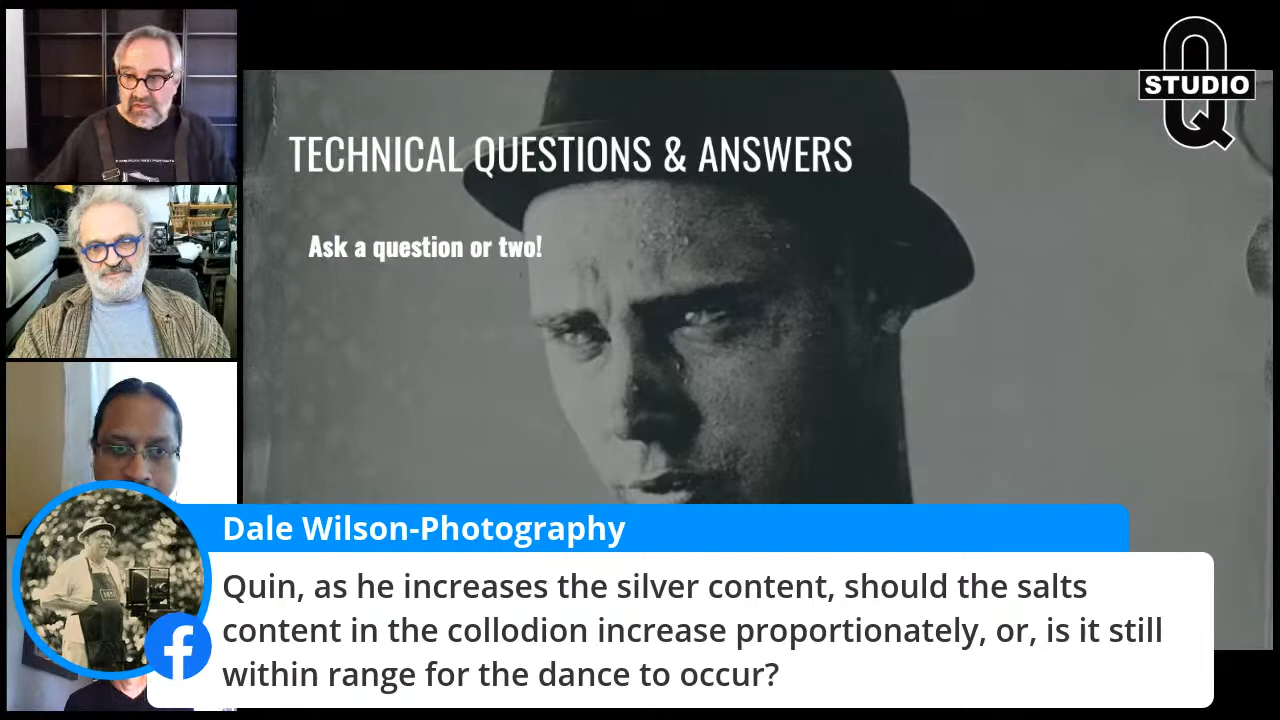 STUDIO
Q
TECHNICAL QUESTIONS & ANSWERS
Ask a question or two!
Dale Wilson-Photography
Quin, as he increases the silver content, should the salts
content in the collodion increase proportionately, or, is it still
within range for the dance to occur?